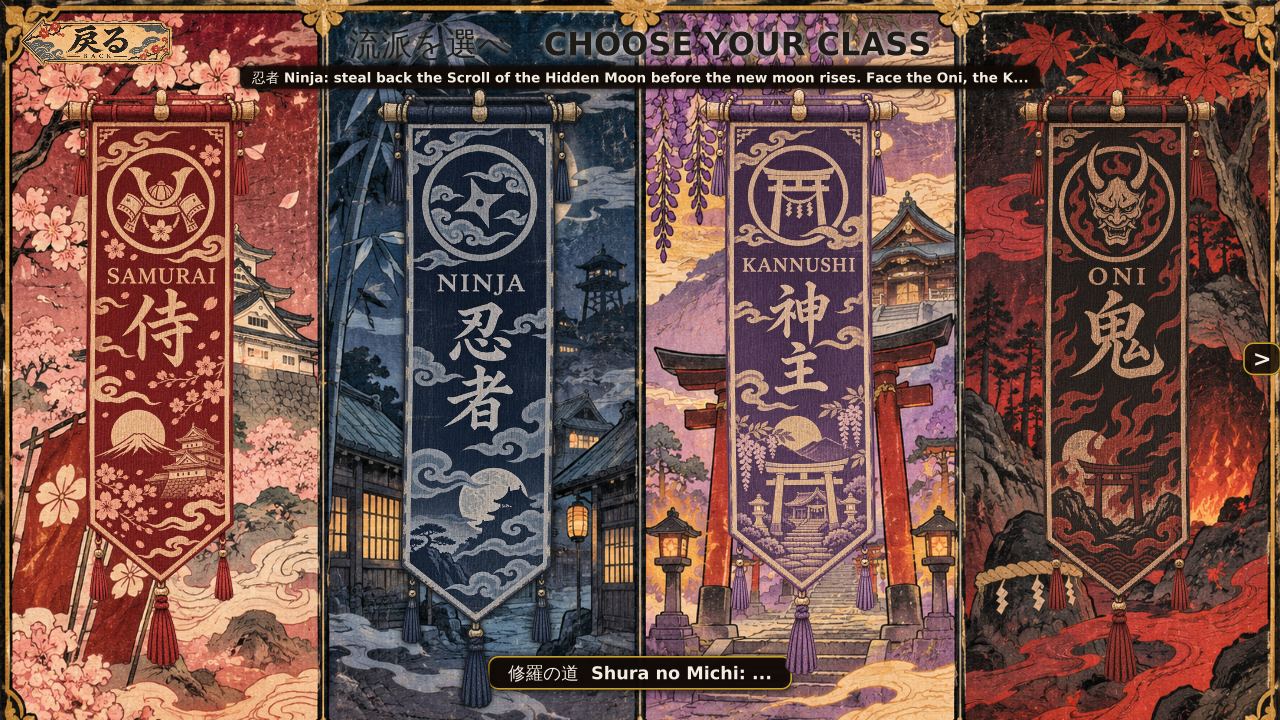 戻る
BACK
流派を選へ CHOOSE YOUR CLASS
忍者 Ninja: steal back the Scroll of the Hidden Moon before the new moon rises. Face the Oni, the K...
SAMURAI
侍
NINJA
忍者
KANNUSHI
神主
ONI
鬼
>
修羅の道 Shura no Michi: ...